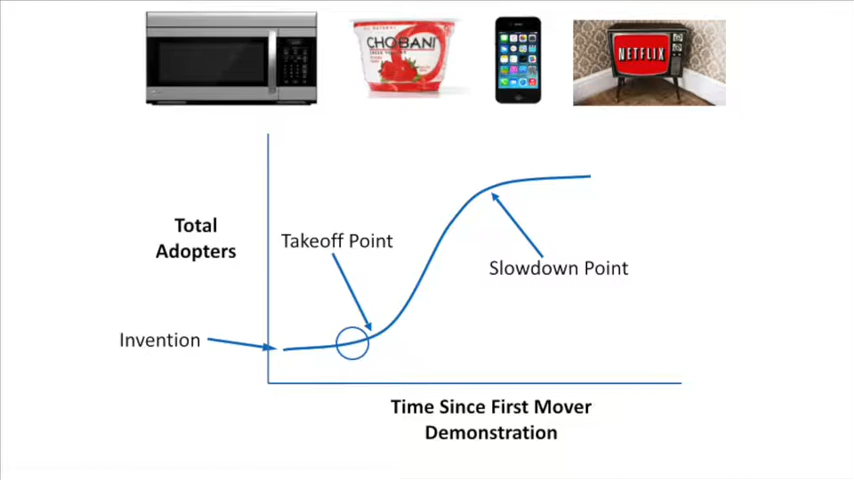 CHOBANI
NETFLIX
Total
Adopters
Takeoff Point
Slowdown Point
Invention
Time Since First Mover
Demonstration